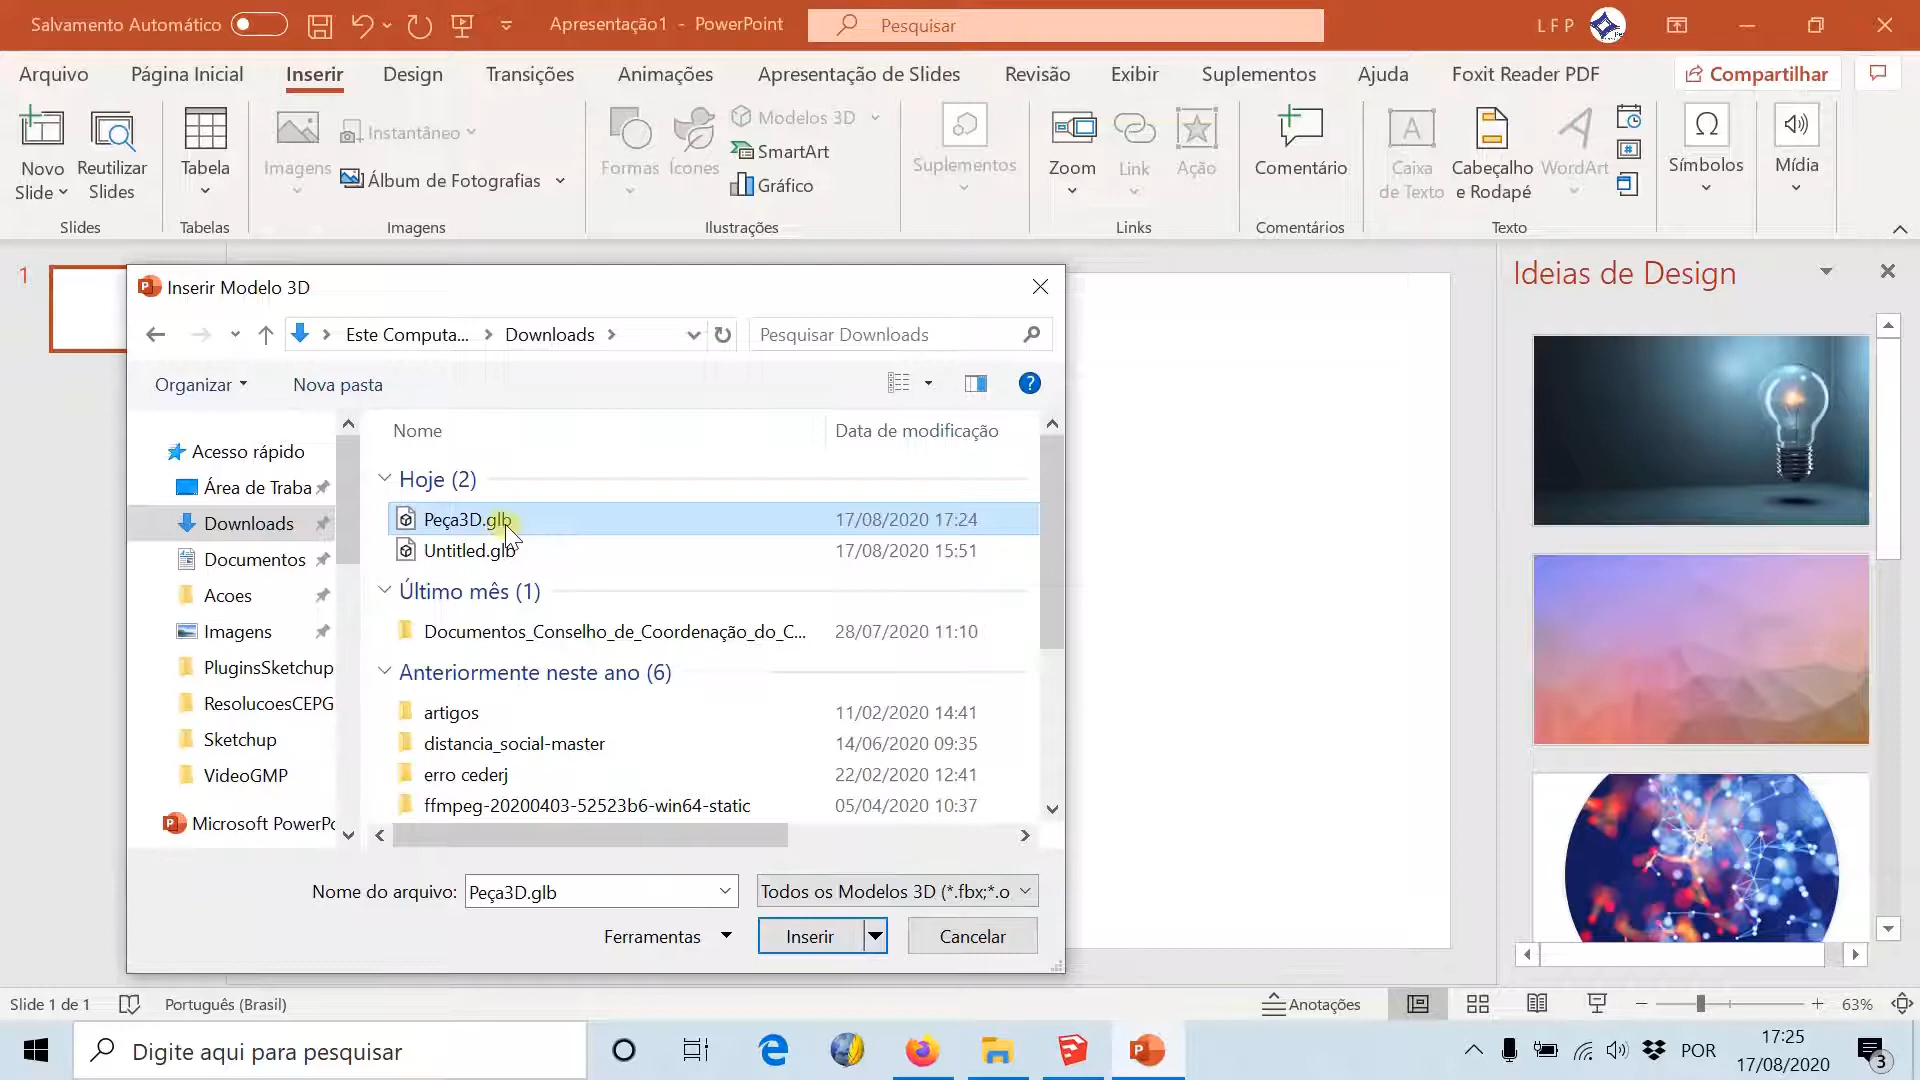 Salvamento Automático
Apresentação1 - PowerPoint
Pesquisar
L F P
Arquivo
Página Inicial
Inserir
Design
Transições
Animações
Apresentação de Slides
Revisão
Exibir
Suplementos
Ajuda
Foxit Reader PDF
Compartilhar
Novo
Slide
Reutilizar
Slides
Tabela
Imagens
Instantâneo
Álbum de Fotografias
Formas
Ícones
Modelos 3D
SmartArt
Gráfico
Suplementos
Zoom
Link
Ação
Comentário
Caixa
de Texto
Cabeçalho
e Rodapé
WordArt
Símbolos
Mídia
Slides
Tabelas
Imagens
Ilustrações
Links
Comentários
Texto
1
Inserir Modelo 3D
Este Computa...
Downloads
Pesquisar Downloads
Organizar
Nova pasta
Acesso rápido
Área de Traba
Downloads
Documentos
Acoes
Imagens
PluginsSketchup
ResolucoesCEPG
Sketchup
VideoGMP
Microsoft PowerPo
Nome
Data de modificação
Hoje (2)
Peça3D.glb 17/08/2020 17:24
Untitled.glb 17/08/2020 15:51
Último mês (1)
Documentos_Conselho_de_Coordenação_do_C... 28/07/2020 11:10
Anteriormente neste ano (6)
artigos 11/02/2020 14:41
distancia_social-master 14/06/2020 09:35
erro cederj 22/02/2020 12:41
ffmpeg-20200403-52523b6-win64-static 05/04/2020 10:37
Nome do arquivo: Peça3D.glb
Todos os Modelos 3D (*.fbx;*.o
Ferramentas
Inserir
Cancelar
Ideias de Design
Slide 1 de 1
Português (Brasil)
Anotações
63%
Digite aqui para pesquisar
POR
17:25
17/08/2020
3